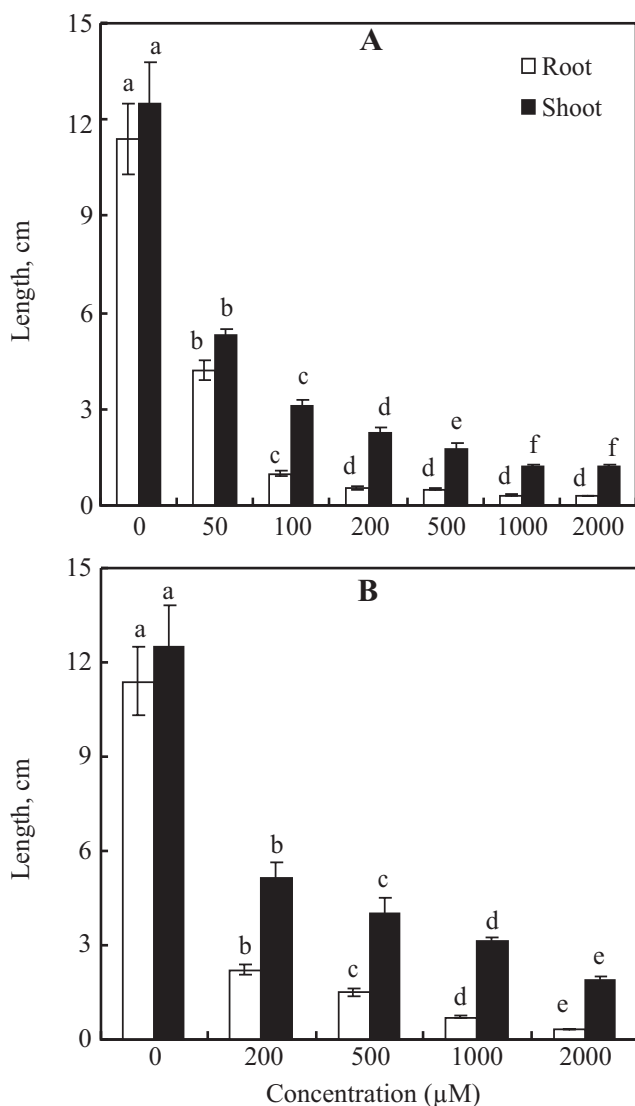 A
Root
Shoot
Length, cm
15
12
9
6
3
0
a a
b b
c c
d d
d e
d f
d f
0 50 100 200 500 1000 2000
B
Length, cm
15
12
9
6
3
0
a a
b b
c c
d d
e e
0 200 500 1000 2000
Concentration (µM)